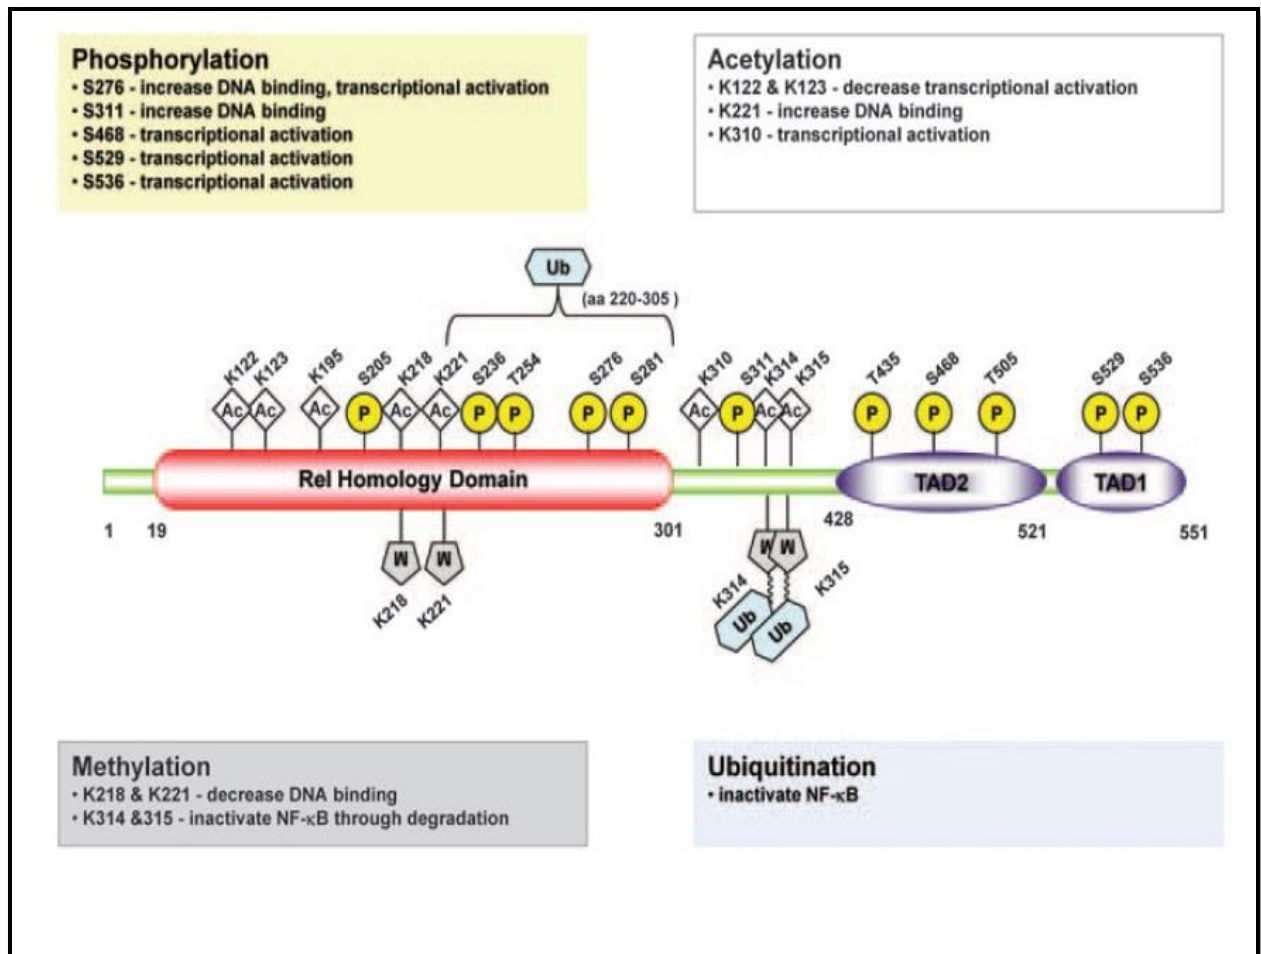 Phosphorylation
• S276 - increase DNA binding, transcriptional activation
• S311 - increase DNA binding
• S468 - transcriptional activation
• S529 - transcriptional activation
• S536 - transcriptional activation
Acetylation
• K122 & K123 - decrease transcriptional activation
• K221 - increase DNA binding
• K310 - transcriptional activation
Ub
(aa 220-305 )
K122 K123 K195 S205 K218 K221 S236 T254 S276 S281 K310 S311 K314 K315 T435 S468 T505 S529 S536
Ac Ac Ac P Ac Ac P P P P Ac P Ac Ac P P P P P
Rel Homology Domain TAD2 TAD1
1 19 301 428 521 551
M M M M
K218 K221 K314 K315
Ub Ub
Methylation
• K218 & K221 - decrease DNA binding
• K314 &315 - inactivate NF-κB through degradation
Ubiquitination
• inactivate NF-κB